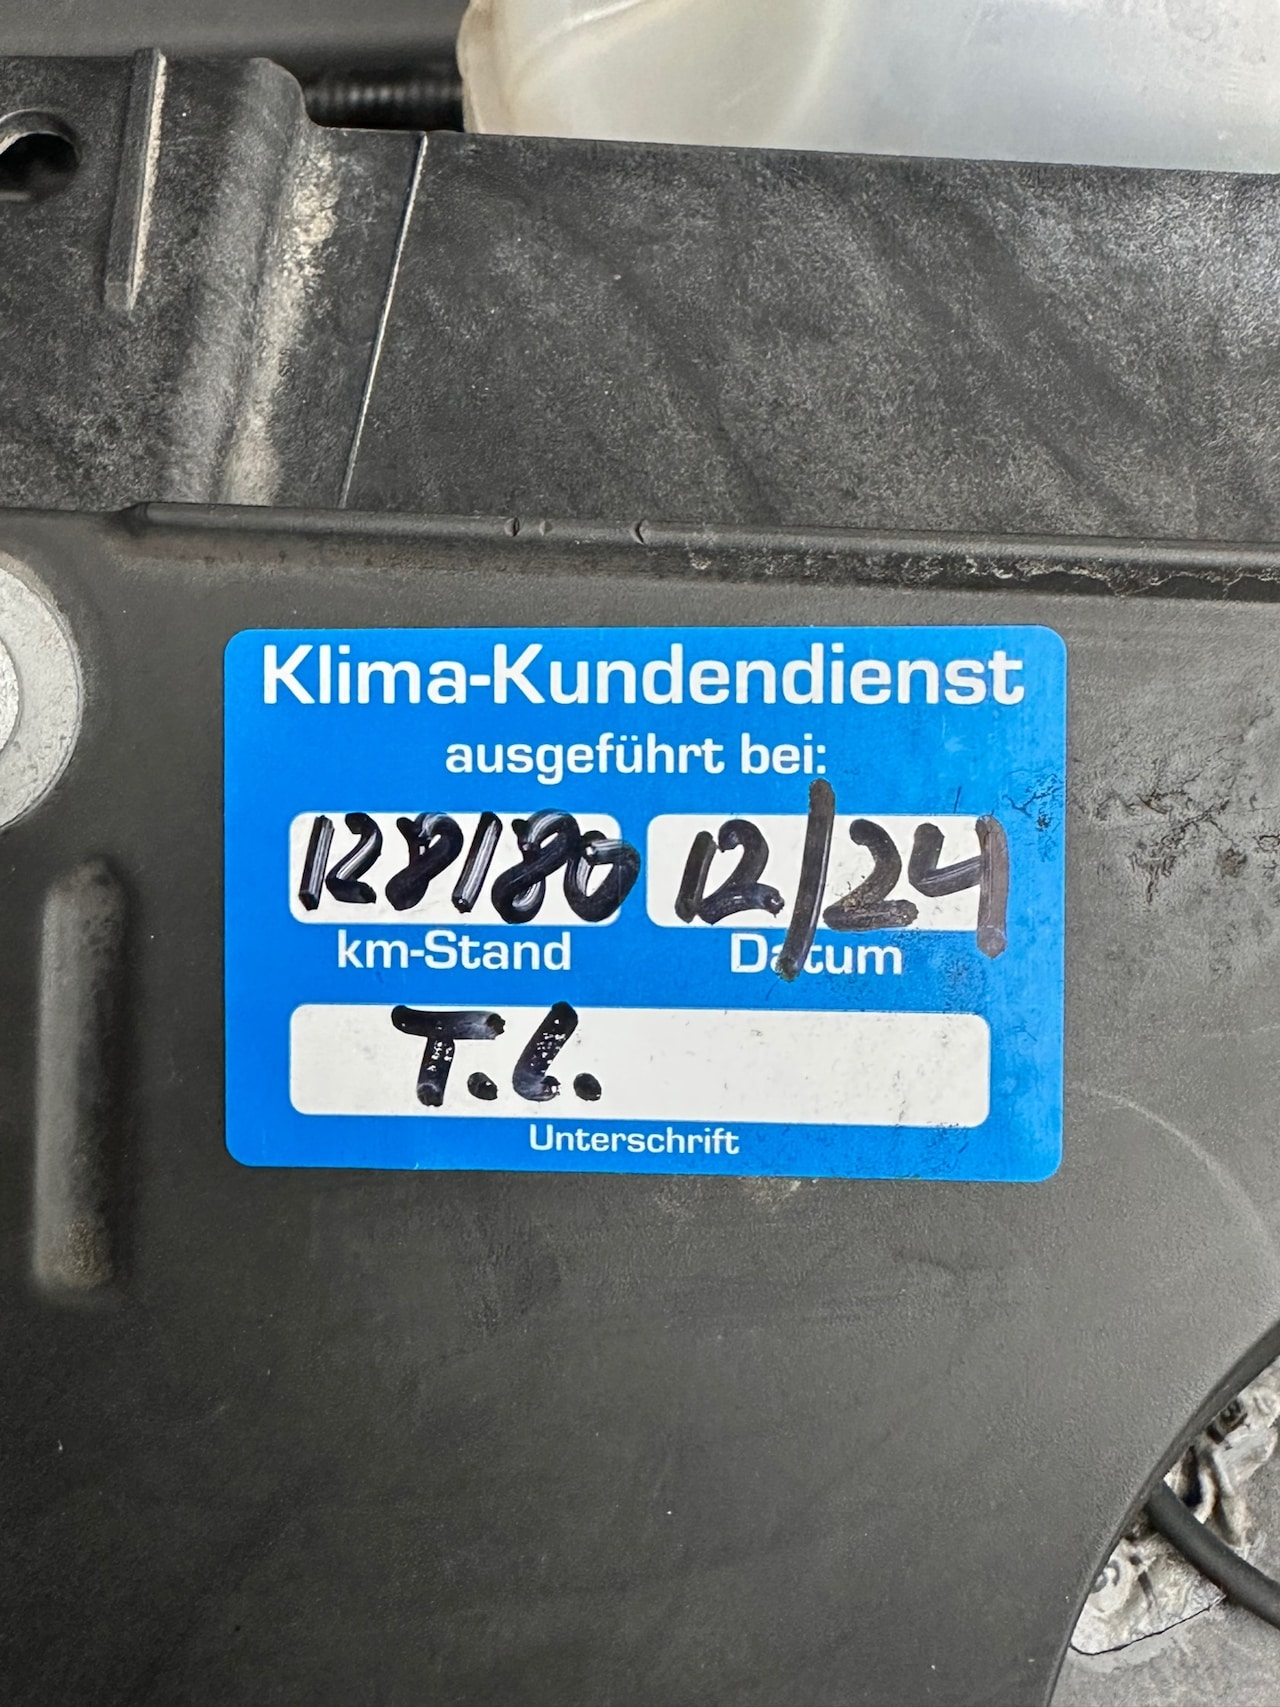 Klima-Kundendienst
ausgeführt bei:
128180 12/24
km-Stand Datum
T.L.
Unterschrift